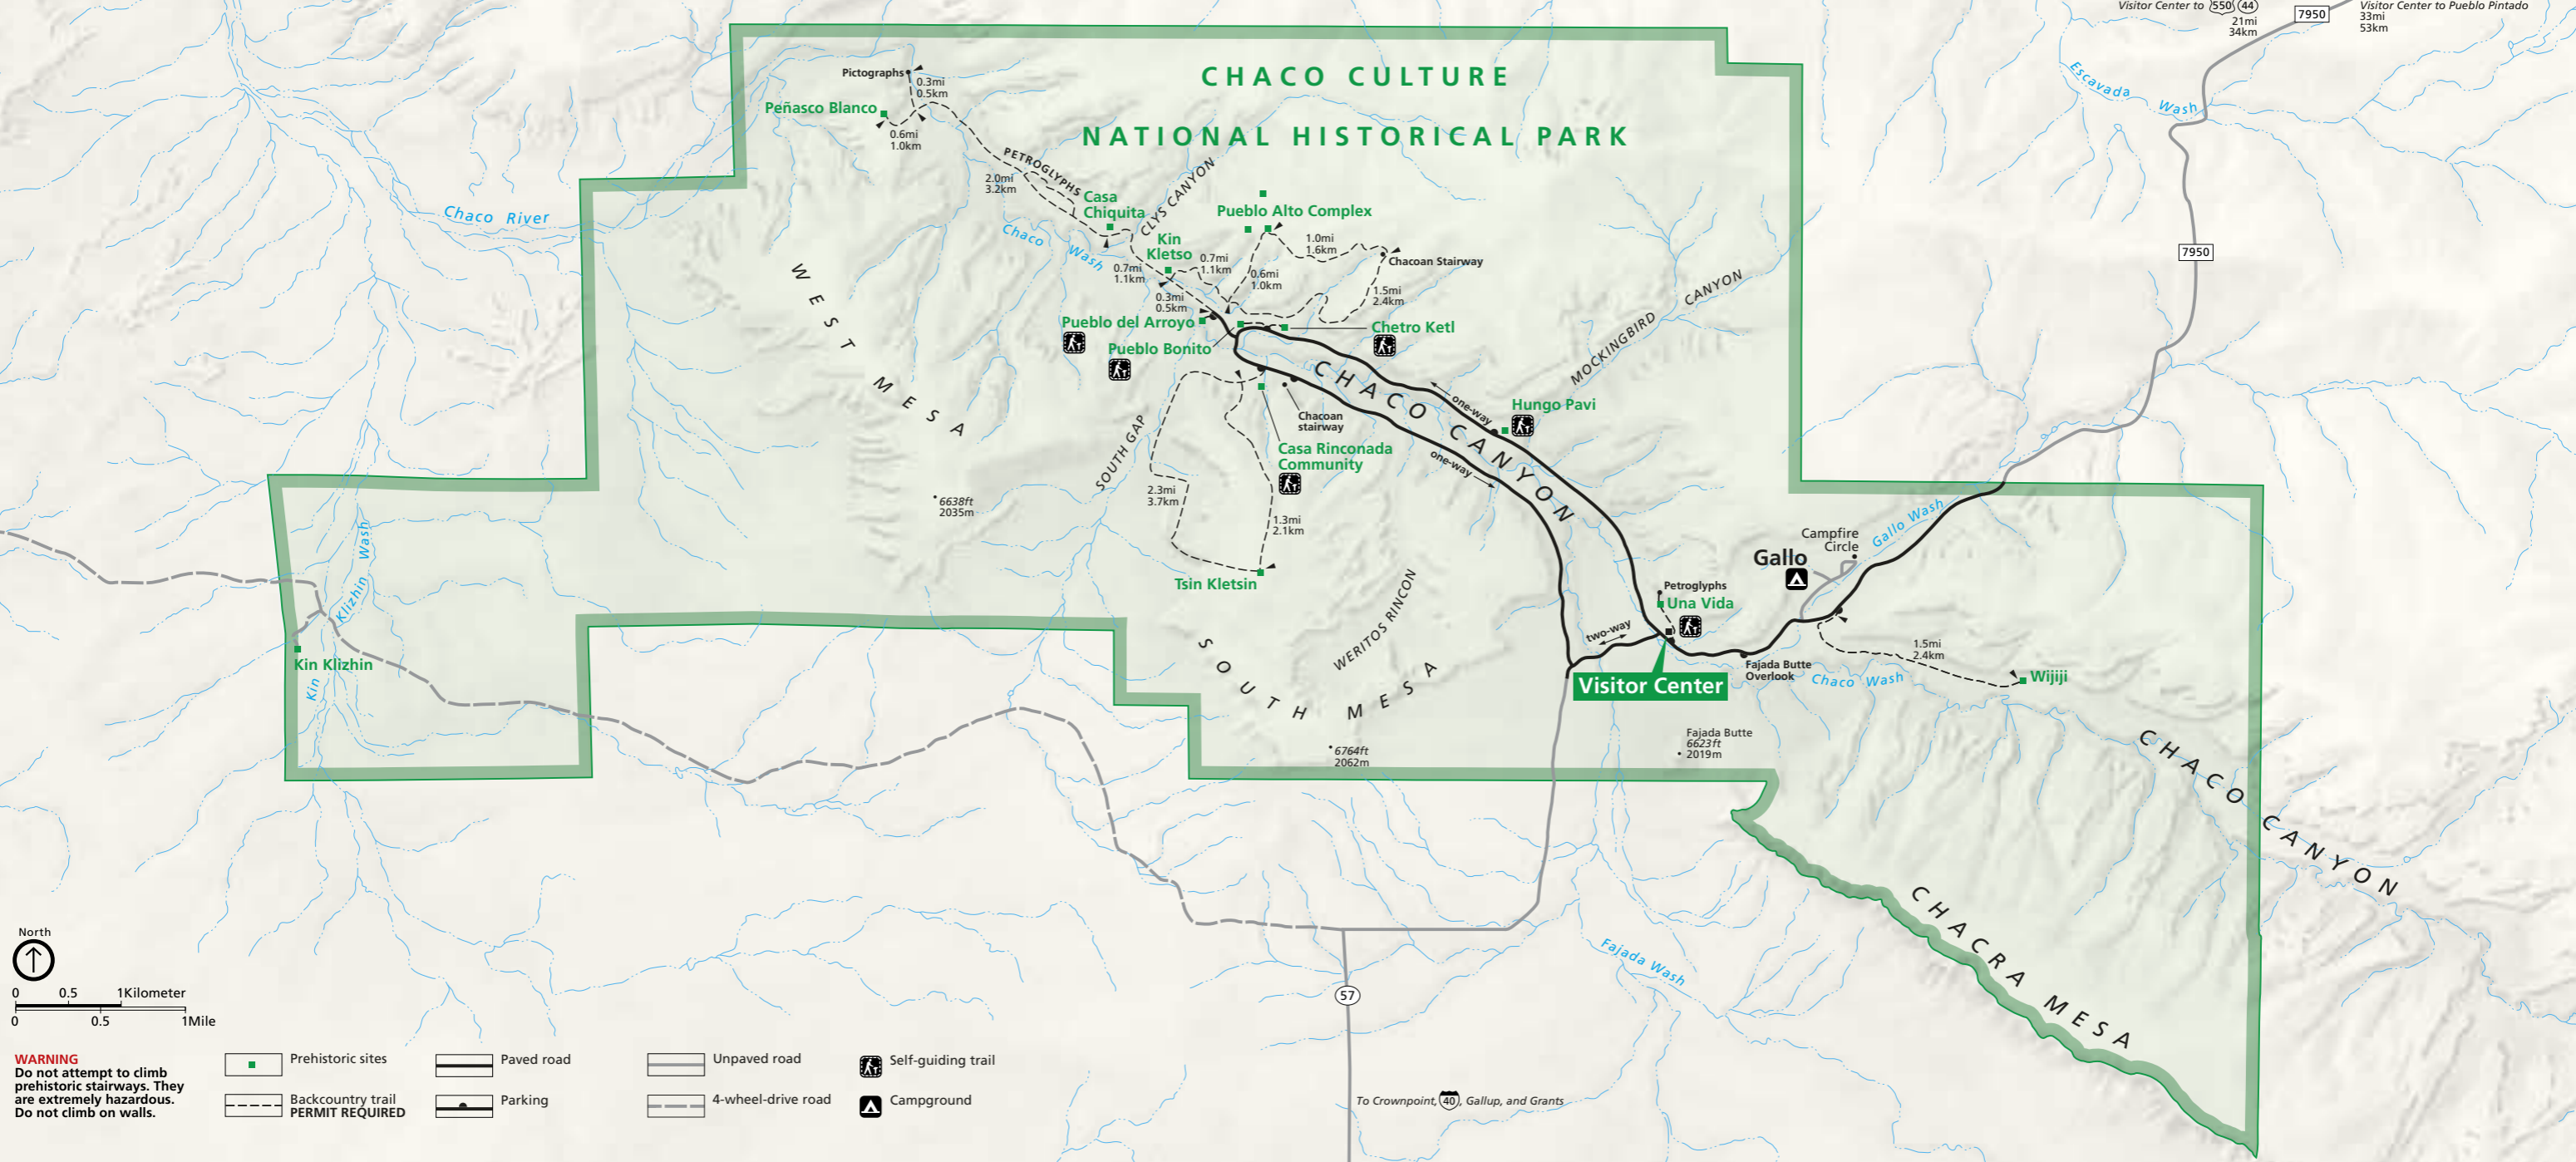 Visitor Center to 550 44
21mi
34km
7950
Visitor Center to Pueblo Pintado
33mi
53km
Escavada Wash
7950
CHACO CULTURE
NATIONAL HISTORICAL PARK
Pictographs
0.3mi
0.5km
Peñasco Blanco
0.6mi
1.0km
PETROGLYPHS
2.0mi
3.2km
Casa
Chiquita
CLYS CANYON
Chaco River
Chaco Wash
Kin
Kletso
Pueblo Alto Complex
1.0mi
1.6km
Chacoan Stairway
0.7mi
1.1km
0.7mi
1.1km
0.6mi
1.0km
0.3mi
0.5km
1.5mi
2.4km
Pueblo del Arroyo
Pueblo Bonito
Chetro Ketl
MOCKINGBIRD CANYON
WEST MESA
CHACO CANYON
one-way
Hungo Pavi
one-way
Chacoan
stairway
Casa Rinconada
Community
SOUTH GAP
2.3mi
3.7km
1.3mi
2.1km
6638ft
2035m
Tsin Kletsin
WERITOS RINCON
SOUTH MESA
6764ft
2062m
Kin Klizhin Wash
Kin Klizhin
Gallo Wash
Campfire
Circle
Gallo
Petroglyphs
Una Vida
two-way
Visitor Center
Fajada Butte
Overlook
Chaco Wash
1.5mi
2.4km
Wijiji
Fajada Butte
6623ft
2019m
CHACO CANYON
CHACRA MESA
Fajada Wash
57
To Crownpoint, 40, Gallup, and Grants
North
0 0.5 1Kilometer
0 0.5 1Mile
WARNING
Do not attempt to climb
prehistoric stairways. They
are extremely hazardous.
Do not climb on walls.
Prehistoric sites
Backcountry trail
PERMIT REQUIRED
Paved road
Parking
Unpaved road
4-wheel-drive road
Self-guiding trail
Campground